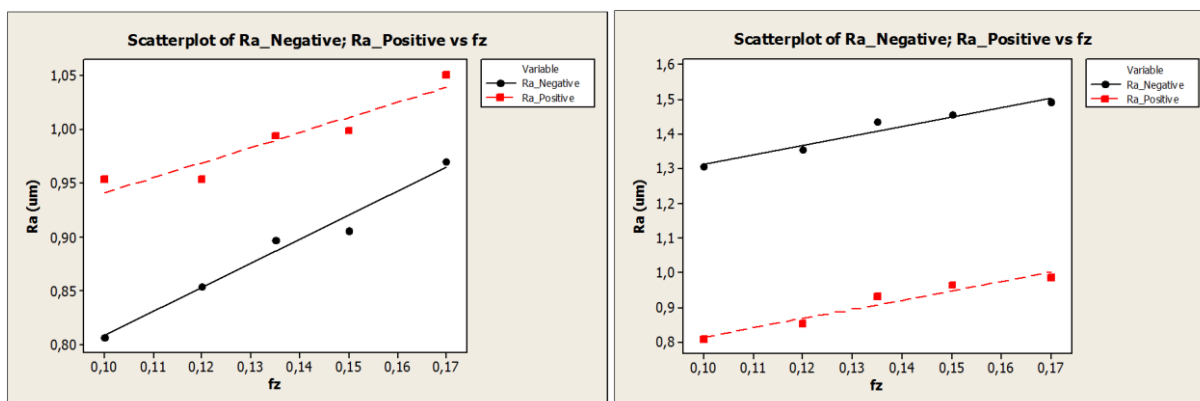 Scatterplot of Ra_Negative; Ra_Positive vs fz
Variable
Ra_Negative
Ra_Positive
1,05
1,00
0,95
0,90
0,85
0,80
Ra (um)
0,10 0,11 0,12 0,13 0,14 0,15 0,16 0,17
fz
Scatterplot of Ra_Negative; Ra_Positive vs fz
Variable
Ra_Negative
Ra_Positive
1,6
1,5
1,4
1,3
1,2
1,1
1,0
0,9
0,8
Ra (um)
0,10 0,11 0,12 0,13 0,14 0,15 0,16 0,17
fz